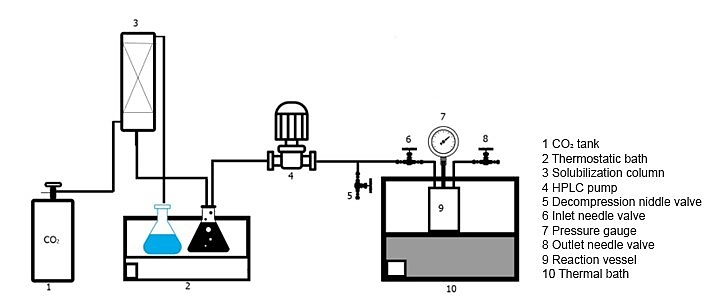 3
7
6
8
4
5
9
CO₂
1
2
10
1 CO₂ tank
2 Thermostatic bath
3 Solubilization column
4 HPLC pump
5 Decompression niddle valve
6 Inlet needle valve
7 Pressure gauge
8 Outlet needle valve
9 Reaction vessel
10 Thermal bath